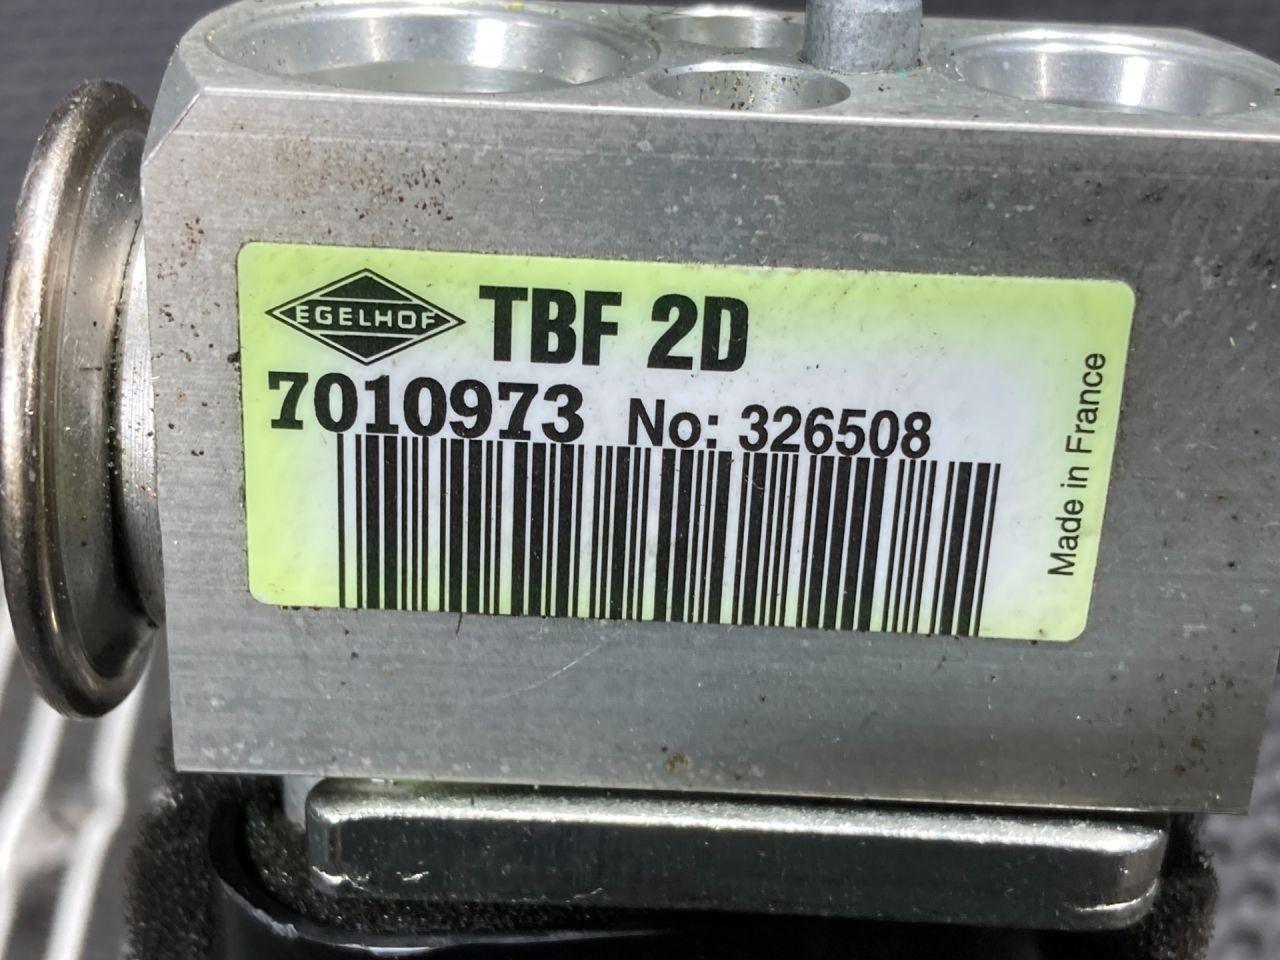 EGELHOF TBF 2D
7010973 No: 326508
Made in France